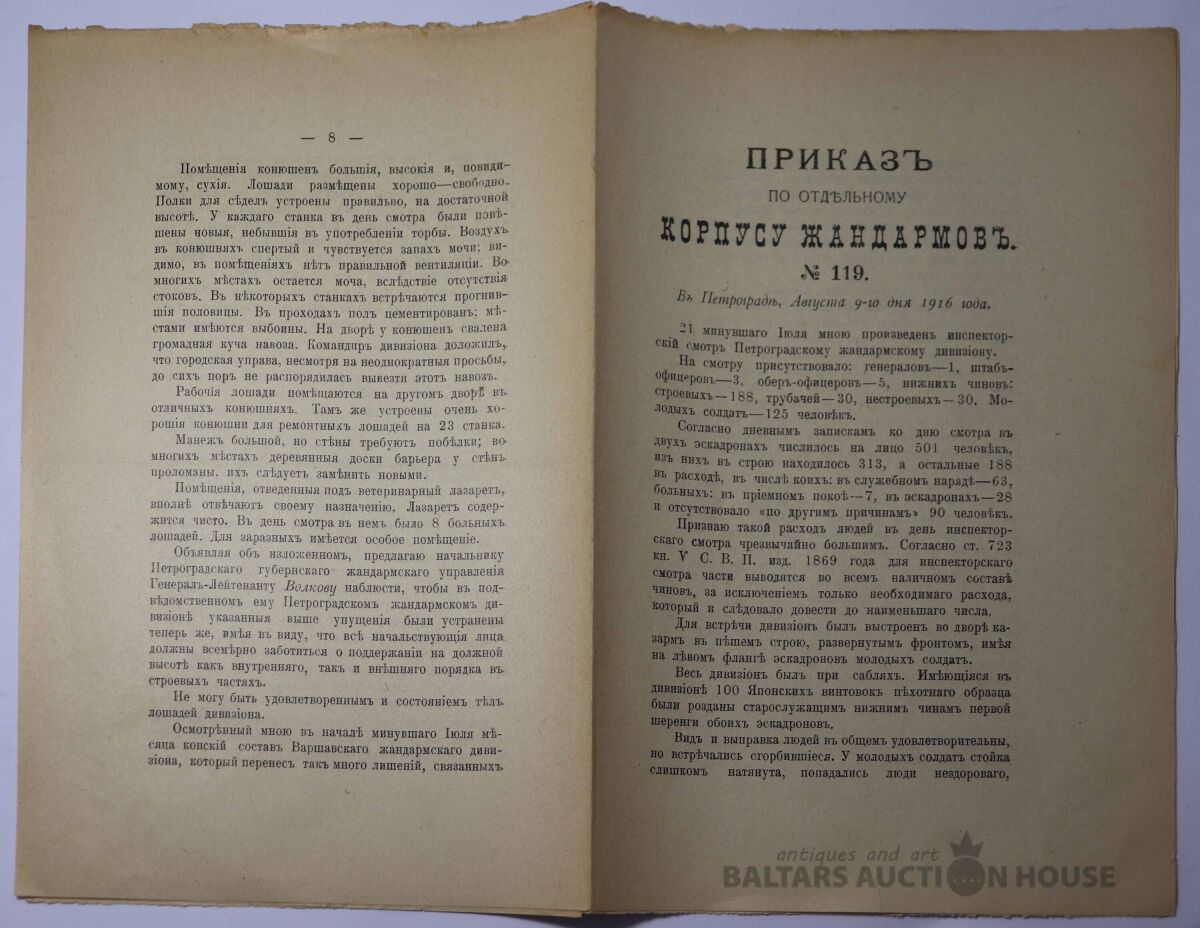 — 8 —
Помѣщенія конюшенъ большія, высокія и, повиди-
мому, сухія. Лошади размѣщены хорошо—свободно.
Полки для сѣделъ устроены правильно, на достаточной
высотѣ. У каждаго станка въ день смотра были повѣ-
шены новыя, небывшія въ употребленіи торбы. Воздухъ
въ конюшняхъ спертый и чувствуется запахъ мочи; ви-
димо, въ помѣщеніяхъ нѣтъ правильной вентиляціи. Во
многихъ мѣстахъ остается моча, вслѣдствіе отсутствія
стоковъ. Въ нѣкоторыхъ станкахъ встрѣчаются прогнив-
шія половицы. Въ проходахъ полъ цементированъ; мѣ-
стами имѣются выбоины. На дворѣ у конюшенъ свалена
громадная куча навоза. Командиръ дивизіона доложилъ,
что городская управа, несмотря на неоднократныя просьбы,
до сихъ поръ не распорядилась вывезти этотъ навозъ.
Рабочія лошади помѣщаются на другомъ дворѣ въ
отличныхъ конюшняхъ. Тамъ же устроены очень хо-
рошія конюшни для ремонтныхъ лошадей на 23 станка.
Манежъ большой, но стѣны требуютъ побѣлки; во
многихъ мѣстахъ деревянныя доски барьера у стѣнъ
проломаны, ихъ слѣдуетъ замѣнить новыми.
Помѣщенія, отведенныя подъ ветеринарный лазаретъ,
вполнѣ отвѣчаютъ своему назначенію. Лазаретъ содер-
жится чисто. Въ день смотра въ немъ было 8 больныхъ
лошадей. Для заразныхъ имѣется особое помѣщеніе.
Объявляя объ изложенномъ, предлагаю начальнику
Петроградскаго губернскаго жандармскаго управленія
Генералъ-Лейтенанту Волкову наблюсти, чтобы въ под-
вѣдомственномъ ему Петроградскомъ жандармскомъ ди-
визіонѣ указанныя выше упущенія были устранены
теперь же, имѣя въ виду, что всѣ начальствующія лица
должны всемѣрно заботиться о поддержаніи на должной
высотѣ какъ внутренняго, такъ и внѣшняго порядка въ
строевыхъ частяхъ.
Не могу быть удовлетвореннымъ и состояніемъ тѣлъ
лошадей дивизіона.
Осмотрѣнный мною въ началѣ минувшаго Іюля мѣ-
сяца конскій составъ Варшавскаго жандармскаго диви-
зіона, который перенесъ такъ много лишеній, связанныхъ
ПРИКАЗЪ
ПО ОТДѢЛЬНОМУ
КОРПУСУ ЖАНДАРМОВЪ.
№ 119.
Въ Петроградѣ, Августа 9-го дня 1916 года.
21 минувшаго Іюля мною произведенъ инспектор-
скій смотръ Петроградскому жандармскому дивизіону.
На смотру присутствовало: генераловъ—1, штабъ-
офицеровъ—3, оберъ-офицеровъ—5, нижнихъ чиновъ:
строевыхъ—188, трубачей—30, нестроевыхъ—30. Мо-
лодыхъ солдатъ—125 человѣкъ.
Согласно дневнымъ запискамъ ко дню смотра въ
двухъ эскадронахъ числилось на лицо 501 человѣкъ,
изъ нихъ въ строю находилось 313, а остальные 188
въ расходѣ, въ числѣ коихъ: въ служебномъ нарядѣ—63,
больныхъ: въ пріемномъ покоѣ—7, въ эскадронахъ—28
и отсутствовало «по другимъ причинамъ» 90 человѣкъ.
Признаю такой расходъ людей въ день инспектор-
скаго смотра чрезвычайно большимъ. Согласно ст. 723
кн. V С. В. П. изд. 1869 года для инспекторскаго
смотра части выводятся во всемъ наличномъ составѣ
чиновъ, за исключеніемъ только необходимаго расхода,
который и слѣдовало довести до наименьшаго числа.
Для встрѣчи дивизіонъ былъ выстроенъ во дворѣ ка-
зармъ въ пѣшемъ строю, развернутымъ фронтомъ, имѣя
на лѣвомъ флангѣ эскадроновъ молодыхъ солдатъ.
Весь дивизіонъ былъ при сабляхъ. Имѣющіяся въ
дивизіонѣ 100 Японскихъ винтовокъ пѣхотнаго образца
были розданы старослужащимъ нижнимъ чинамъ первой
шеренги обоихъ эскадроновъ.
Видъ и выправка людей въ общемъ удовлетворительны,
но встрѣчались сгорбившіеся. У молодыхъ солдатъ стойка
слишкомъ натянута, попадались люди нездороваго,
antiques and art
BALTARS AUCTION HOUSE